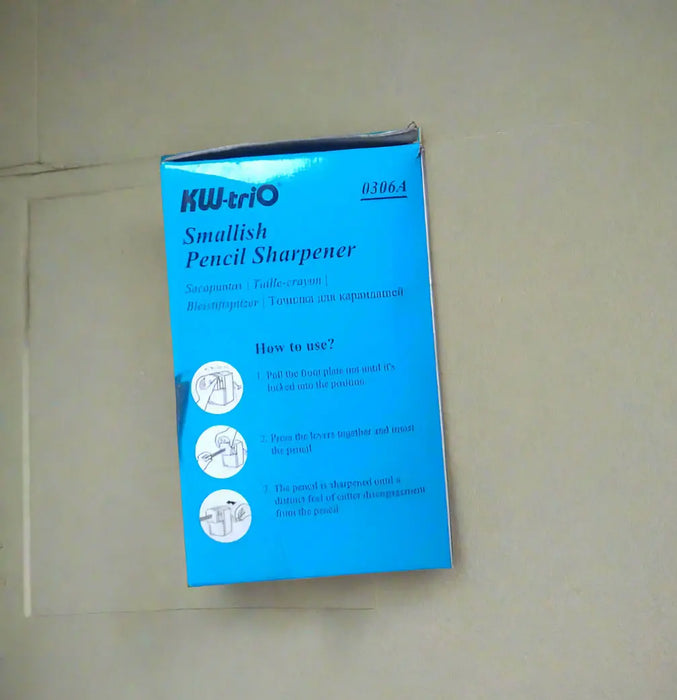 KW-triO
0306A
Smallish
Pencil Sharpener
Sacapuntas | Taille-crayon |
Bleistiftspitzer | Точилка для карандашей
How to use?
1. Pull the front plate out until it's
locked into the position
2. Press the levers together and insert
the pencil
3. The pencil is sharpened until a
distinct feel of cutter disengagement
from the pencil